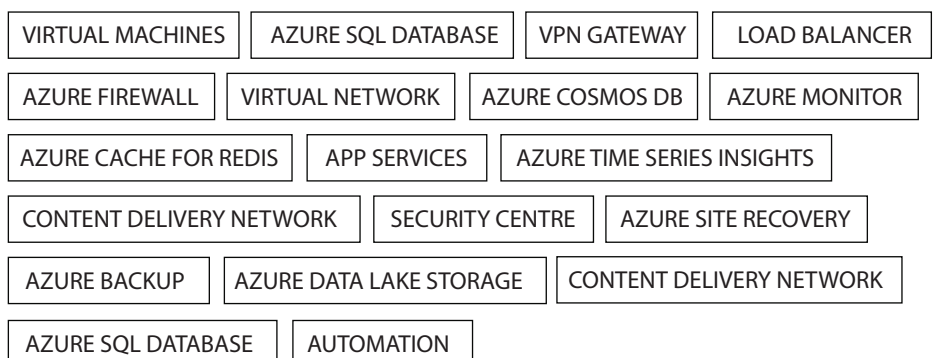 VIRTUAL MACHINES AZURE SQL DATABASE VPN GATEWAY LOAD BALANCER
AZURE FIREWALL VIRTUAL NETWORK AZURE COSMOS DB AZURE MONITOR
AZURE CACHE FOR REDIS APP SERVICES AZURE TIME SERIES INSIGHTS
CONTENT DELIVERY NETWORK SECURITY CENTRE AZURE SITE RECOVERY
AZURE BACKUP AZURE DATA LAKE STORAGE CONTENT DELIVERY NETWORK
AZURE SQL DATABASE AUTOMATION